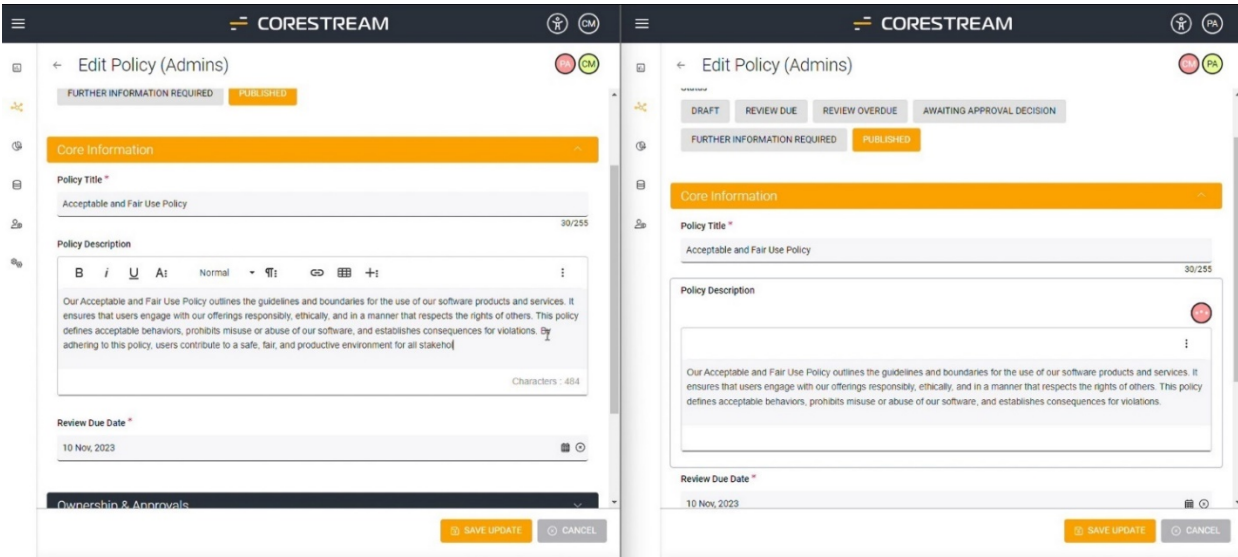 CORESTREAM
CM
Edit Policy (Admins)
PA CM
FURTHER INFORMATION REQUIRED PUBLISHED
Core Information
Policy Title *
Acceptable and Fair Use Policy
30/255
Policy Description
B i U A Normal
Our Acceptable and Fair Use Policy outlines the guidelines and boundaries for the use of our software products and services. It
ensures that users engage with our offerings responsibly, ethically, and in a manner that respects the rights of others. This policy
defines acceptable behaviors, prohibits misuse or abuse of our software, and establishes consequences for violations. By
adhering to this policy, users contribute to a safe, fair, and productive environment for all stakehol
Characters : 484
Review Due Date *
10 Nov, 2023
Ownership & Approvals
SAVE UPDATE CANCEL
CORESTREAM
PA
Edit Policy (Admins)
CM PA
Status
DRAFT REVIEW DUE REVIEW OVERDUE AWAITING APPROVAL DECISION
FURTHER INFORMATION REQUIRED PUBLISHED
Core Information
Policy Title *
Acceptable and Fair Use Policy
30/255
Policy Description
Our Acceptable and Fair Use Policy outlines the guidelines and boundaries for the use of our software products and services. It
ensures that users engage with our offerings responsibly, ethically, and in a manner that respects the rights of others. This policy
defines acceptable behaviors, prohibits misuse or abuse of our software, and establishes consequences for violations.
Review Due Date *
10 Nov, 2023
SAVE UPDATE CANCEL